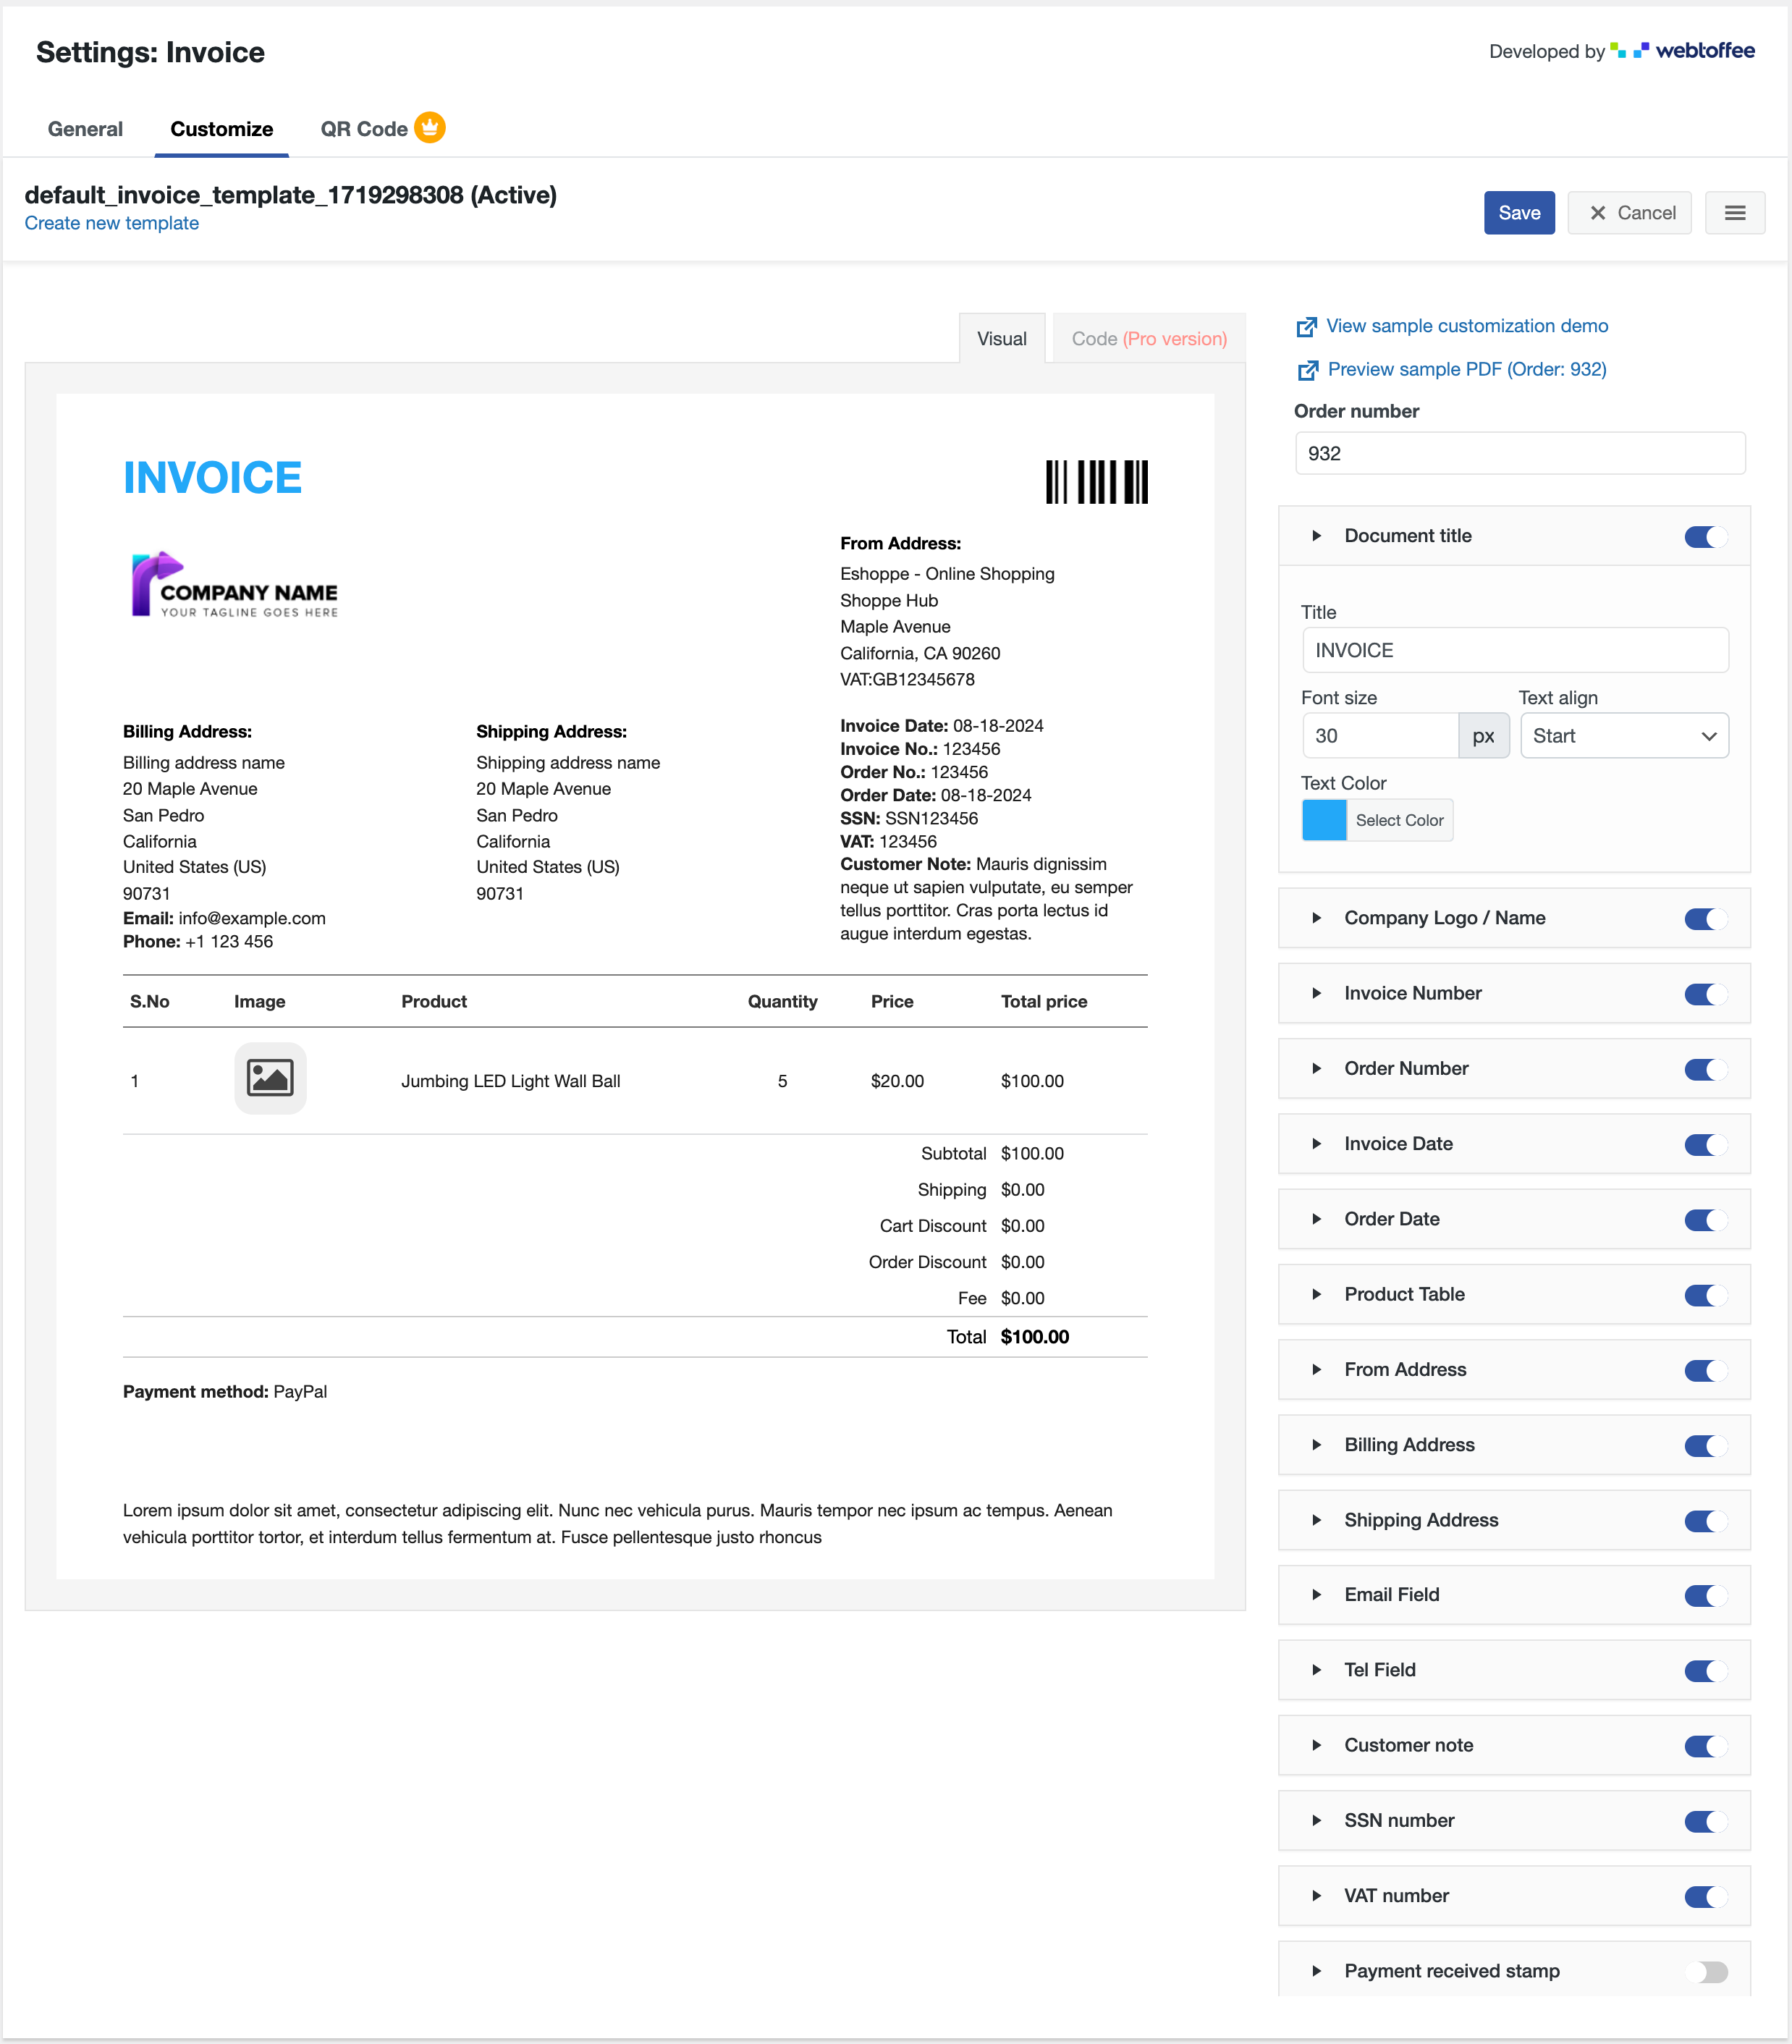 Settings: Invoice
Developed by webtoffee
General
Customize
QR Code
default_invoice_template_1719298308 (Active)
Create new template
Save
Cancel
Visual
Code (Pro version)
INVOICE
COMPANY NAME
YOUR TAGLINE GOES HERE
From Address:
Eshoppe - Online Shopping
Shoppe Hub
Maple Avenue
California, CA 90260
VAT:GB12345678
Billing Address:
Billing address name
20 Maple Avenue
San Pedro
California
United States (US)
90731
Email: info@example.com
Phone: +1 123 456
Shipping Address:
Shipping address name
20 Maple Avenue
San Pedro
California
United States (US)
90731
Invoice Date: 08-18-2024
Invoice No.: 123456
Order No.: 123456
Order Date: 08-18-2024
SSN: SSN123456
VAT: 123456
Customer Note: Mauris dignissim
neque ut sapien vulputate, eu semper
tellus porttitor. Cras porta lectus id
augue interdum egestas.
S.No Image Product Quantity Price Total price
1 Jumbing LED Light Wall Ball 5 $20.00 $100.00
Subtotal $100.00
Shipping $0.00
Cart Discount $0.00
Order Discount $0.00
Fee $0.00
Total $100.00
Payment method: PayPal
Lorem ipsum dolor sit amet, consectetur adipiscing elit. Nunc nec vehicula purus. Mauris tempor nec ipsum ac tempus. Aenean
vehicula porttitor tortor, et interdum tellus fermentum at. Fusce pellentesque justo rhoncus
View sample customization demo
Preview sample PDF (Order: 932)
Order number
932
Document title
Title
INVOICE
Font size
30 px
Text align
Start
Text Color
Select Color
Company Logo / Name
Invoice Number
Order Number
Invoice Date
Order Date
Product Table
From Address
Billing Address
Shipping Address
Email Field
Tel Field
Customer note
SSN number
VAT number
Payment received stamp